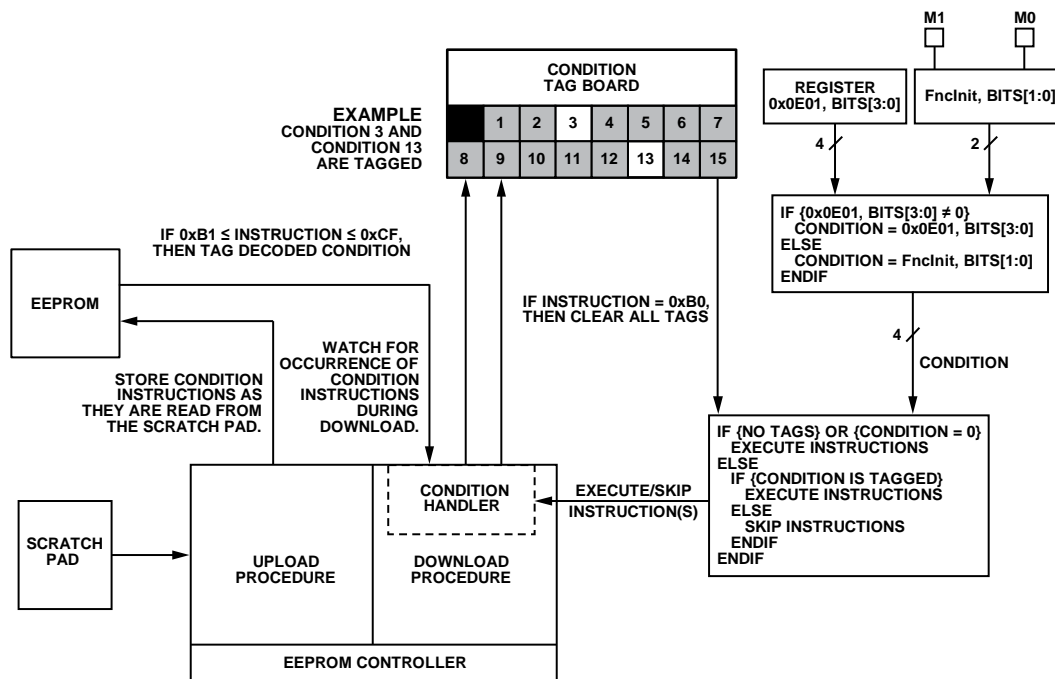 M1
M0
CONDITION
TAG BOARD
1 2 3 4 5 6 7
8 9 10 11 12 13 14 15
EXAMPLE
CONDITION 3 AND
CONDITION 13
ARE TAGGED
REGISTER
0x0E01, BITS[3:0]
FncInit, BITS[1:0]
4
2
IF {0x0E01, BITS[3:0] ≠ 0}
CONDITION = 0x0E01, BITS[3:0]
ELSE
CONDITION = FncInit, BITS[1:0]
ENDIF
4
CONDITION
IF 0xB1 ≤ INSTRUCTION ≤ 0xCF,
THEN TAG DECODED CONDITION
EEPROM
IF INSTRUCTION = 0xB0,
THEN CLEAR ALL TAGS
STORE CONDITION
INSTRUCTIONS AS
THEY ARE READ FROM
THE SCRATCH PAD.
WATCH FOR
OCCURRENCE OF
CONDITION
INSTRUCTIONS
DURING
DOWNLOAD.
IF {NO TAGS} OR {CONDITION = 0}
EXECUTE INSTRUCTIONS
ELSE
IF {CONDITION IS TAGGED}
EXECUTE INSTRUCTIONS
ELSE
SKIP INSTRUCTIONS
ENDIF
ENDIF
EXECUTE/SKIP
INSTRUCTION(S)
CONDITION
HANDLER
SCRATCH
PAD
UPLOAD
PROCEDURE
DOWNLOAD
PROCEDURE
EEPROM CONTROLLER